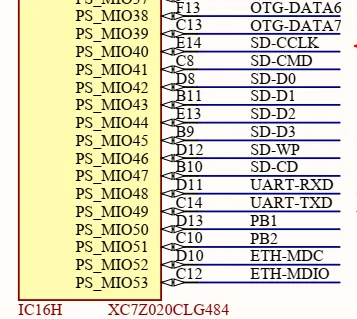 PS_MIO38 F13 OTG-DATA6
PS_MIO39 C13 OTG-DATA7
PS_MIO40 E14 SD-CCLK
PS_MIO41 C8 SD-CMD
PS_MIO42 D8 SD-D0
PS_MIO43 B11 SD-D1
PS_MIO44 E13 SD-D2
PS_MIO45 B9 SD-D3
PS_MIO46 D12 SD-WP
PS_MIO47 B10 SD-CD
PS_MIO48 D11 UART-RXD
PS_MIO49 C14 UART-TXD
PS_MIO50 D13 PB1
PS_MIO51 C10 PB2
PS_MIO52 D10 ETH-MDC
PS_MIO53 C12 ETH-MDIO
IC16H XC7Z020CLG484